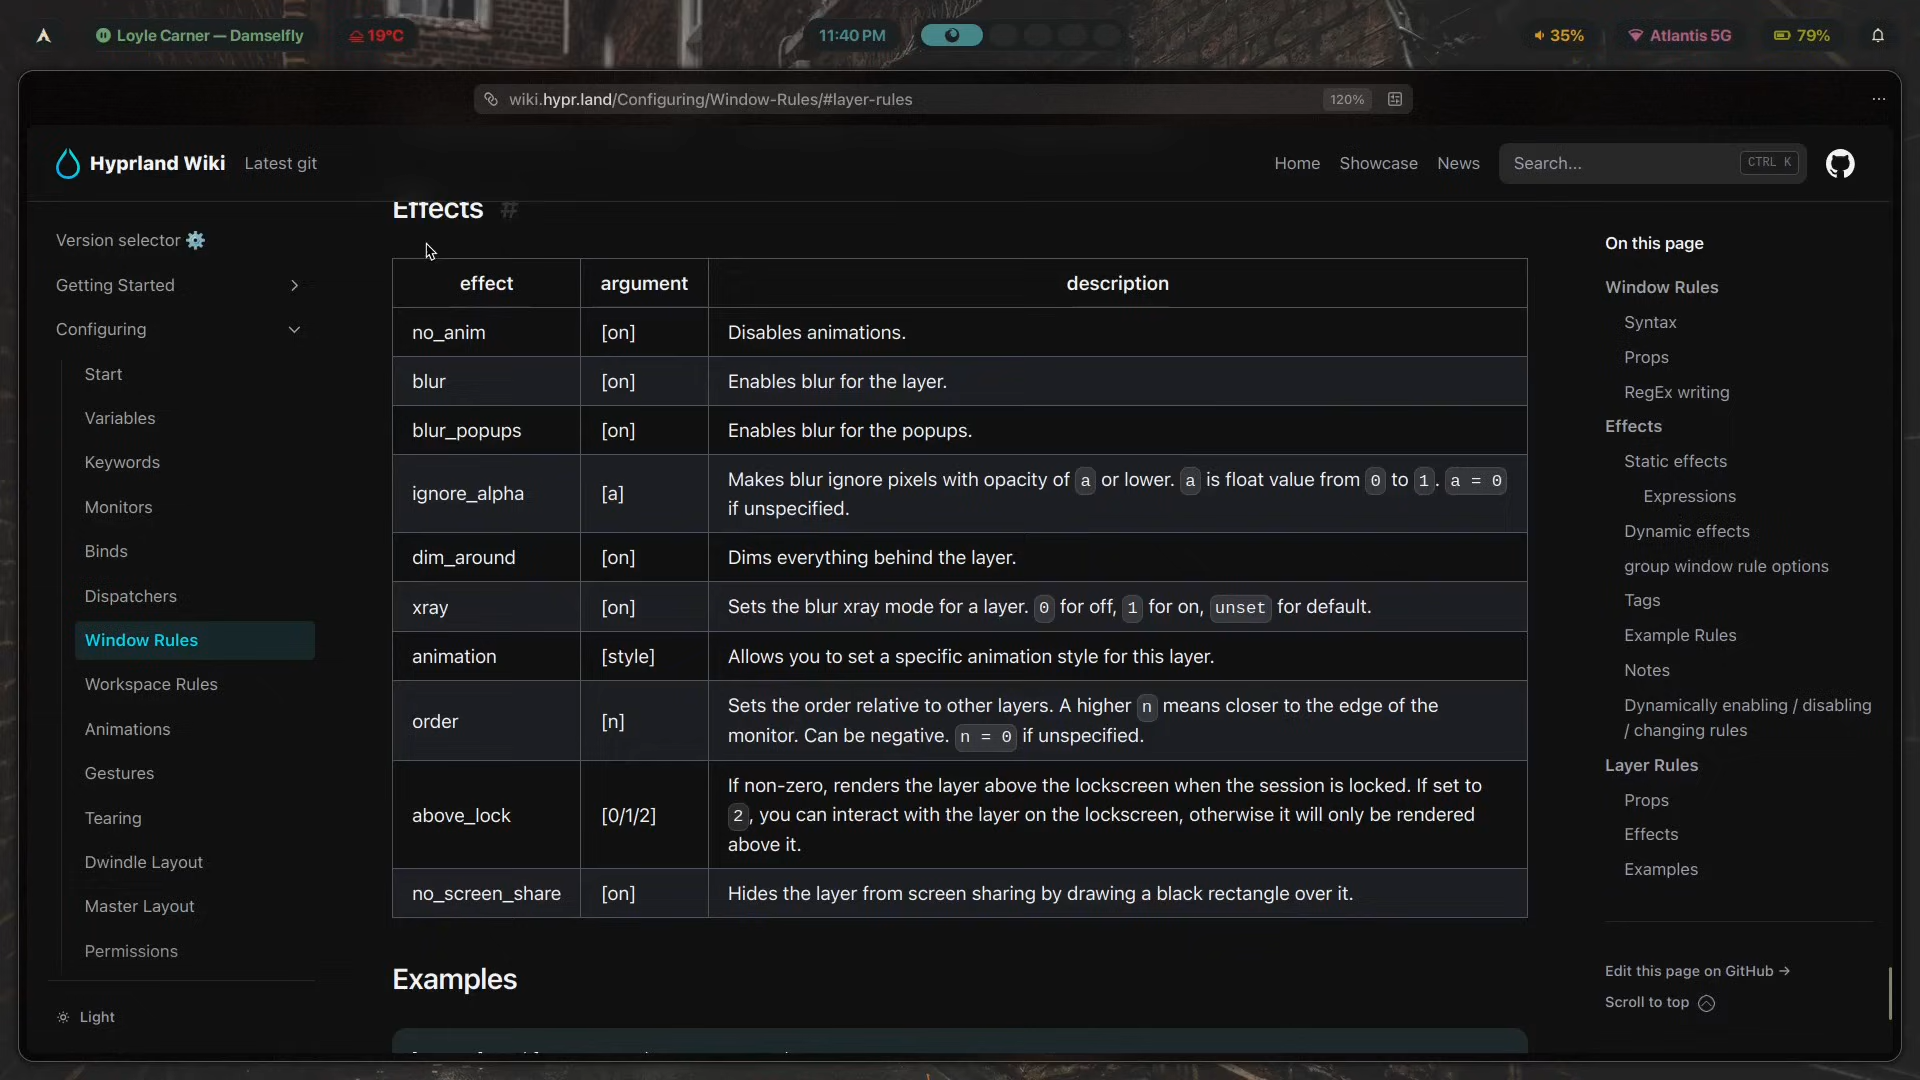 Loyle Carner — Damselfly
19°C
11:40 PM
35%
Atlantis 5G
79%
wiki.hypr.land/Configuring/Window-Rules/#layer-rules
120%
Hyprland Wiki
Latest git
Home
Showcase
News
Search...
CTRL K
Version selector
Getting Started
Configuring
Start
Variables
Keywords
Monitors
Binds
Dispatchers
Window Rules
Workspace Rules
Animations
Gestures
Tearing
Dwindle Layout
Master Layout
Permissions
Light
Effects #
effect argument description
no_anim [on] Disables animations.
blur [on] Enables blur for the layer.
blur_popups [on] Enables blur for the popups.
ignore_alpha [a] Makes blur ignore pixels with opacity of a or lower. a is float value from 0 to 1. a = 0
if unspecified.
dim_around [on] Dims everything behind the layer.
xray [on] Sets the blur xray mode for a layer. 0 for off, 1 for on, unset for default.
animation [style] Allows you to set a specific animation style for this layer.
order [n] Sets the order relative to other layers. A higher n means closer to the edge of the
monitor. Can be negative. n = 0 if unspecified.
above_lock [0/1/2] If non-zero, renders the layer above the lockscreen when the session is locked. If set to
2, you can interact with the layer on the lockscreen, otherwise it will only be rendered
above it.
no_screen_share [on] Hides the layer from screen sharing by drawing a black rectangle over it.
Examples
On this page
Window Rules
Syntax
Props
RegEx writing
Effects
Static effects
Expressions
Dynamic effects
group window rule options
Tags
Example Rules
Notes
Dynamically enabling / disabling
/ changing rules
Layer Rules
Props
Effects
Examples
Edit this page on GitHub →
Scroll to top